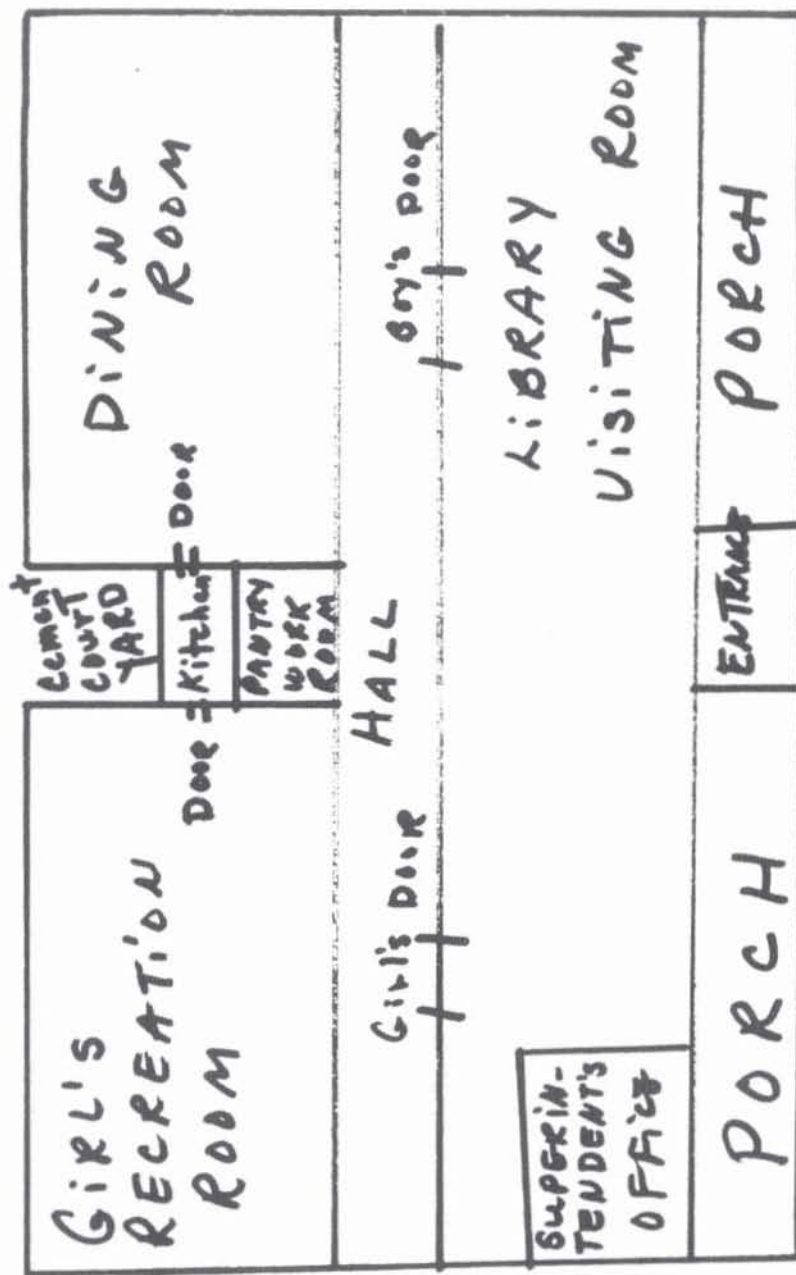 GIRL'S
RECREATION
ROOM
DOOR
Cement
COURT
YARD
Kitchen
PANTRY
WORK
ROOM
DOOR
DINING
ROOM
HALL
Girl's DOOR
Boy's DOOR
SUPERIN-
TENDENT'S
OFFICE
LIBRARY
VISITING ROOM
PORCH
ENTRANCE
PORCH